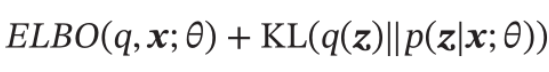 ELBO(q, x; θ) + KL(q(z)||p(z|x; θ))